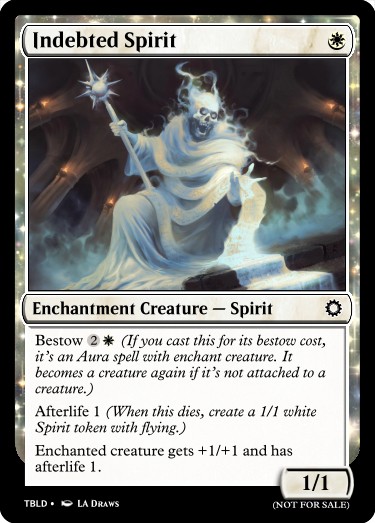 Indebted Spirit
Enchantment Creature — Spirit
Bestow 2 (If you cast this for its bestow cost,
it's an Aura spell with enchant creature. It
becomes a creature again if it's not attached to a
creature.)
Afterlife 1 (When this dies, create a 1/1 white
Spirit token with flying.)
Enchanted creature gets +1/+1 and has
afterlife 1.
1/1
TBLD • LA Draws
(NOT FOR SALE)